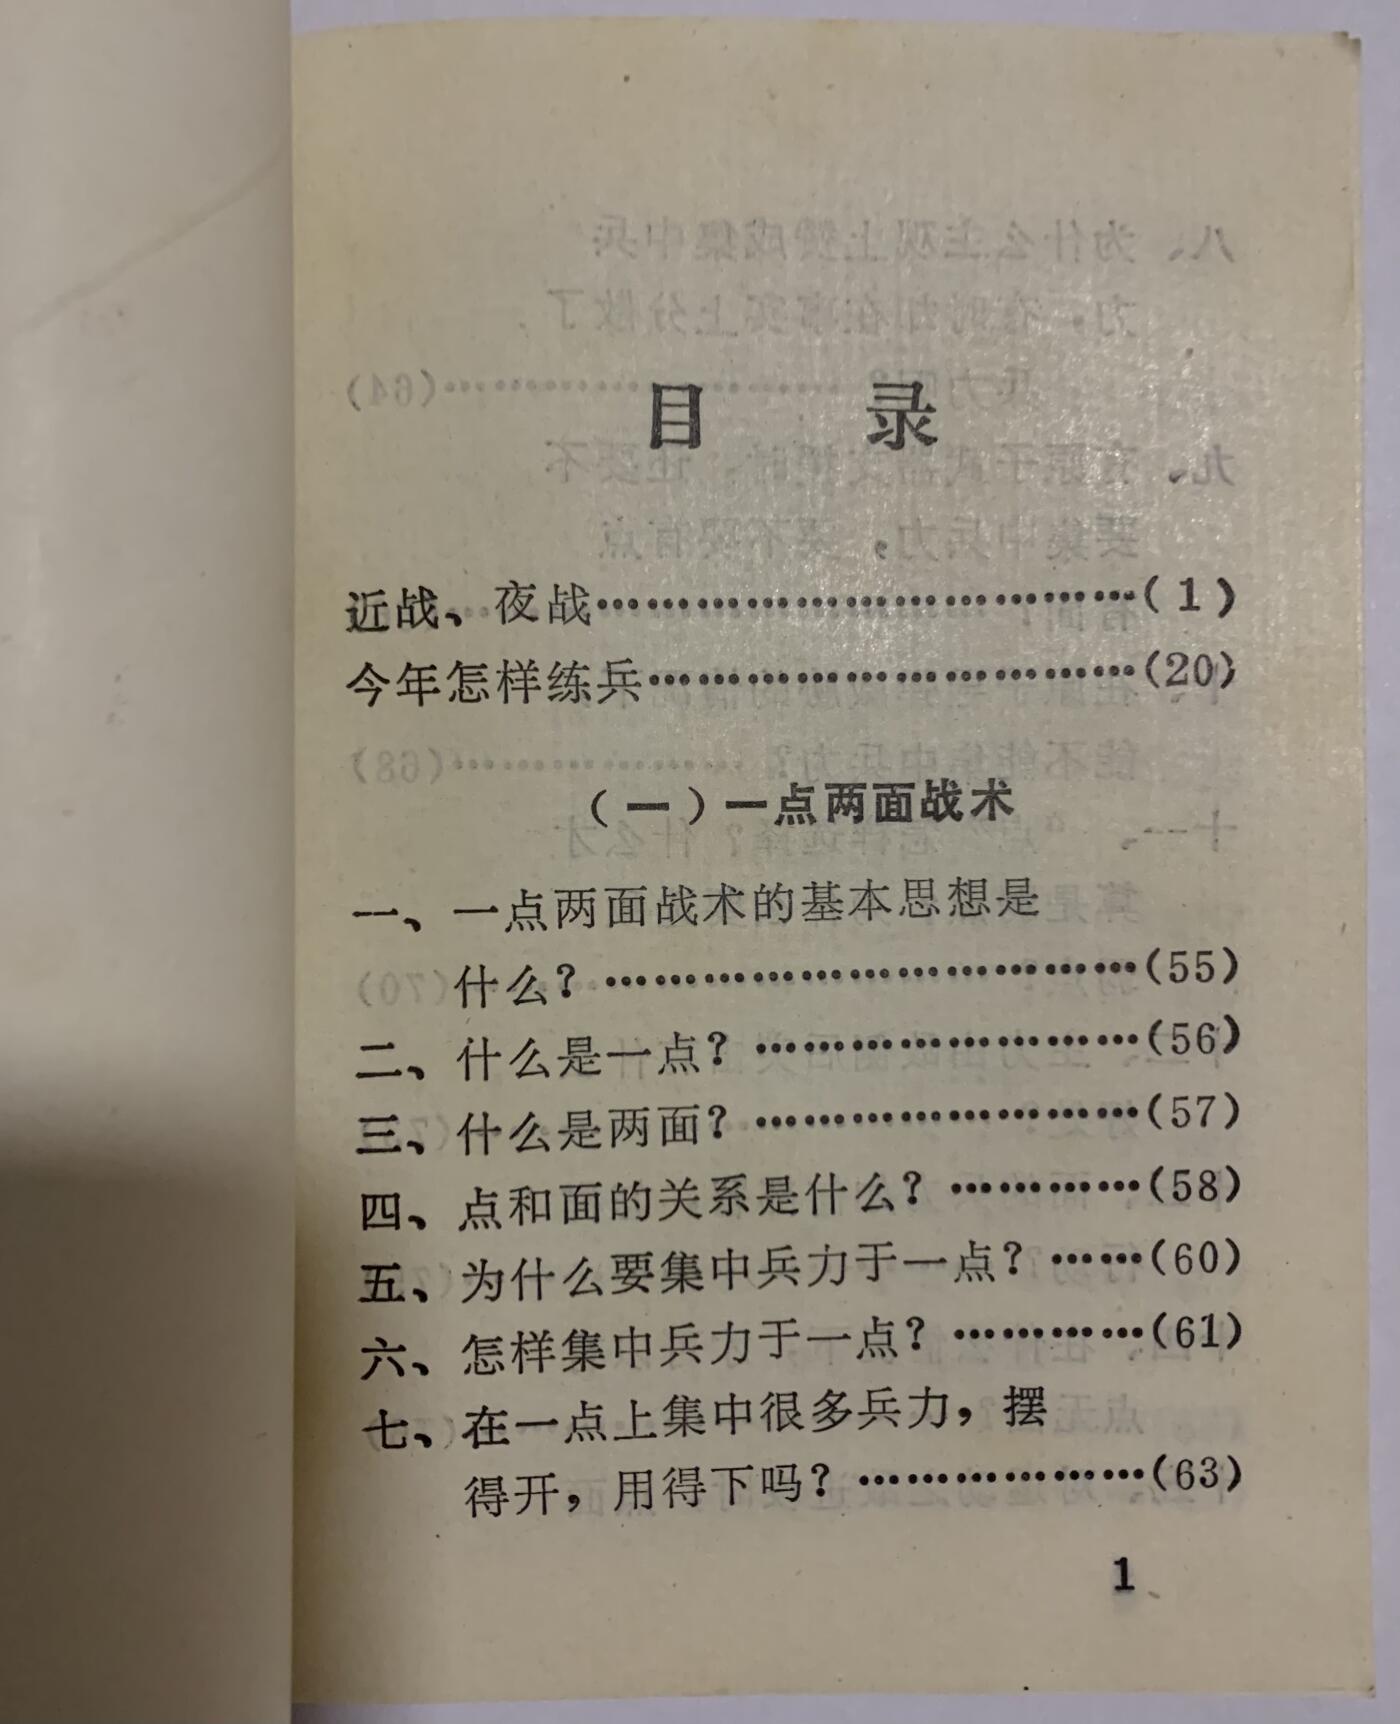 目 录
近战、夜战……………………………(1)
今年怎样练兵…………………………(20)
(一)一点两面战术
一、一点两面战术的基本思想是
什么？……………………………(55)
二、什么是一点？……………………(56)
三、什么是两面？……………………(57)
四、点和面的关系是什么？…………(58)
五、为什么要集中兵力于一点？……(60)
六、怎样集中兵力于一点？…………(61)
七、在一点上集中很多兵力，摆
得开，用得下吗？………………(63)
1